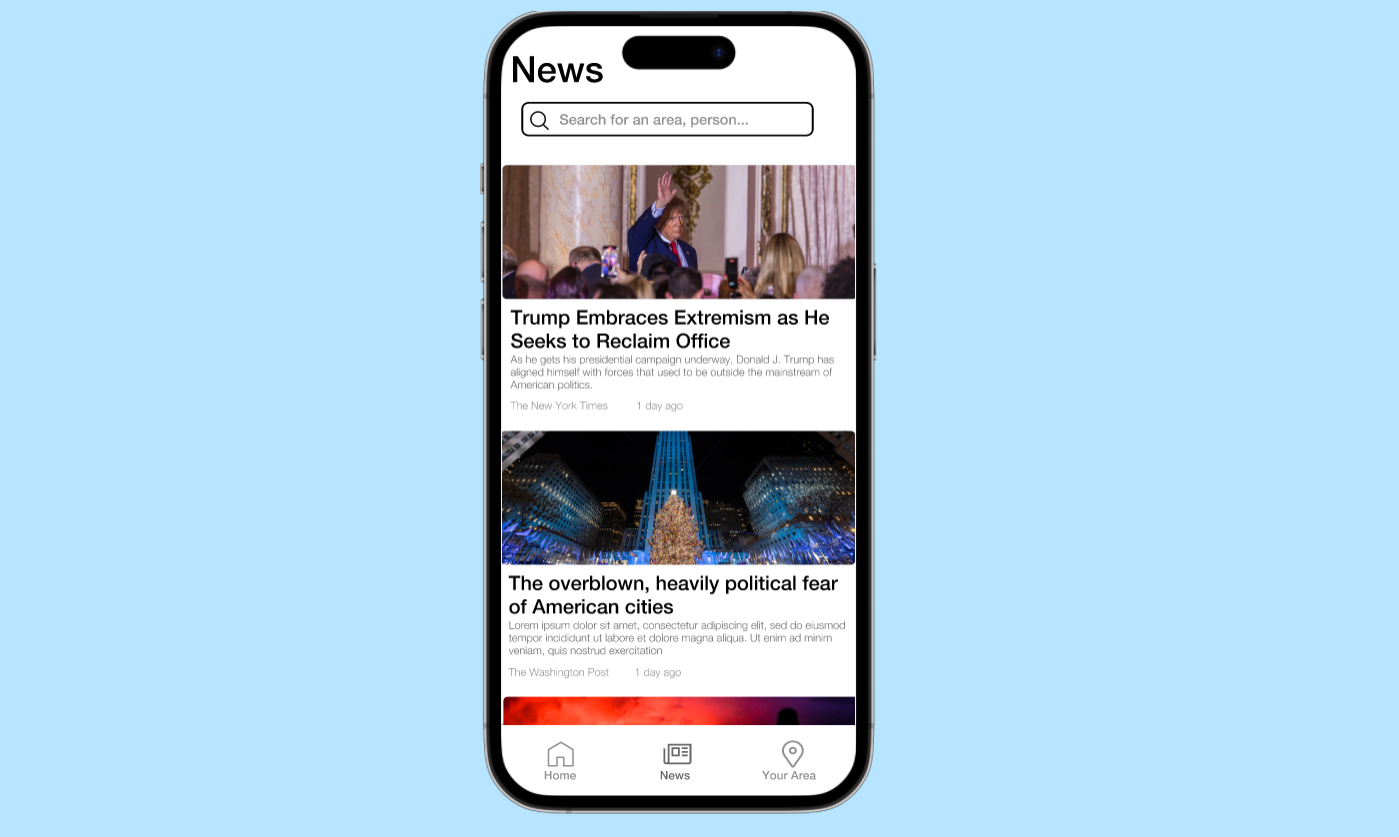 News
Search for an area, person...
Trump Embraces Extremism as He
Seeks to Reclaim Office
As he gets his presidential campaign underway, Donald J. Trump has
aligned himself with forces that used to be outside the mainstream of
American politics.
The New York Times 1 day ago
The overblown, heavily political fear
of American cities
Lorem ipsum dolor sit amet, consectetur adipiscing elit, sed do eiusmod
tempor incididunt ut labore et dolore magna aliqua. Ut enim ad minim
veniam, quis nostrud exercitation
The Washington Post 1 day ago
Home News Your Area